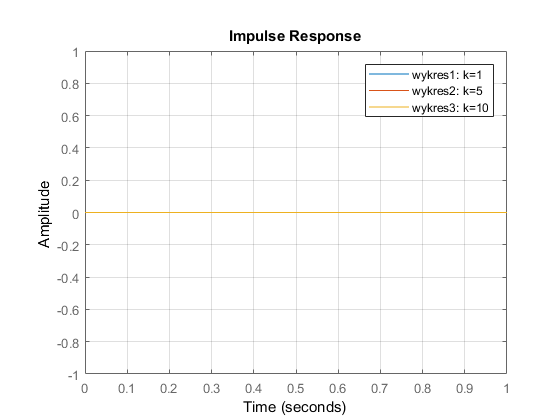 Impulse Response
1
0.8
0.6
0.4
0.2
0
-0.2
-0.4
-0.6
-0.8
-1
Amplitude
wykres1: k=1
wykres2: k=5
wykres3: k=10
0 0.1 0.2 0.3 0.4 0.5 0.6 0.7 0.8 0.9 1
Time (seconds)